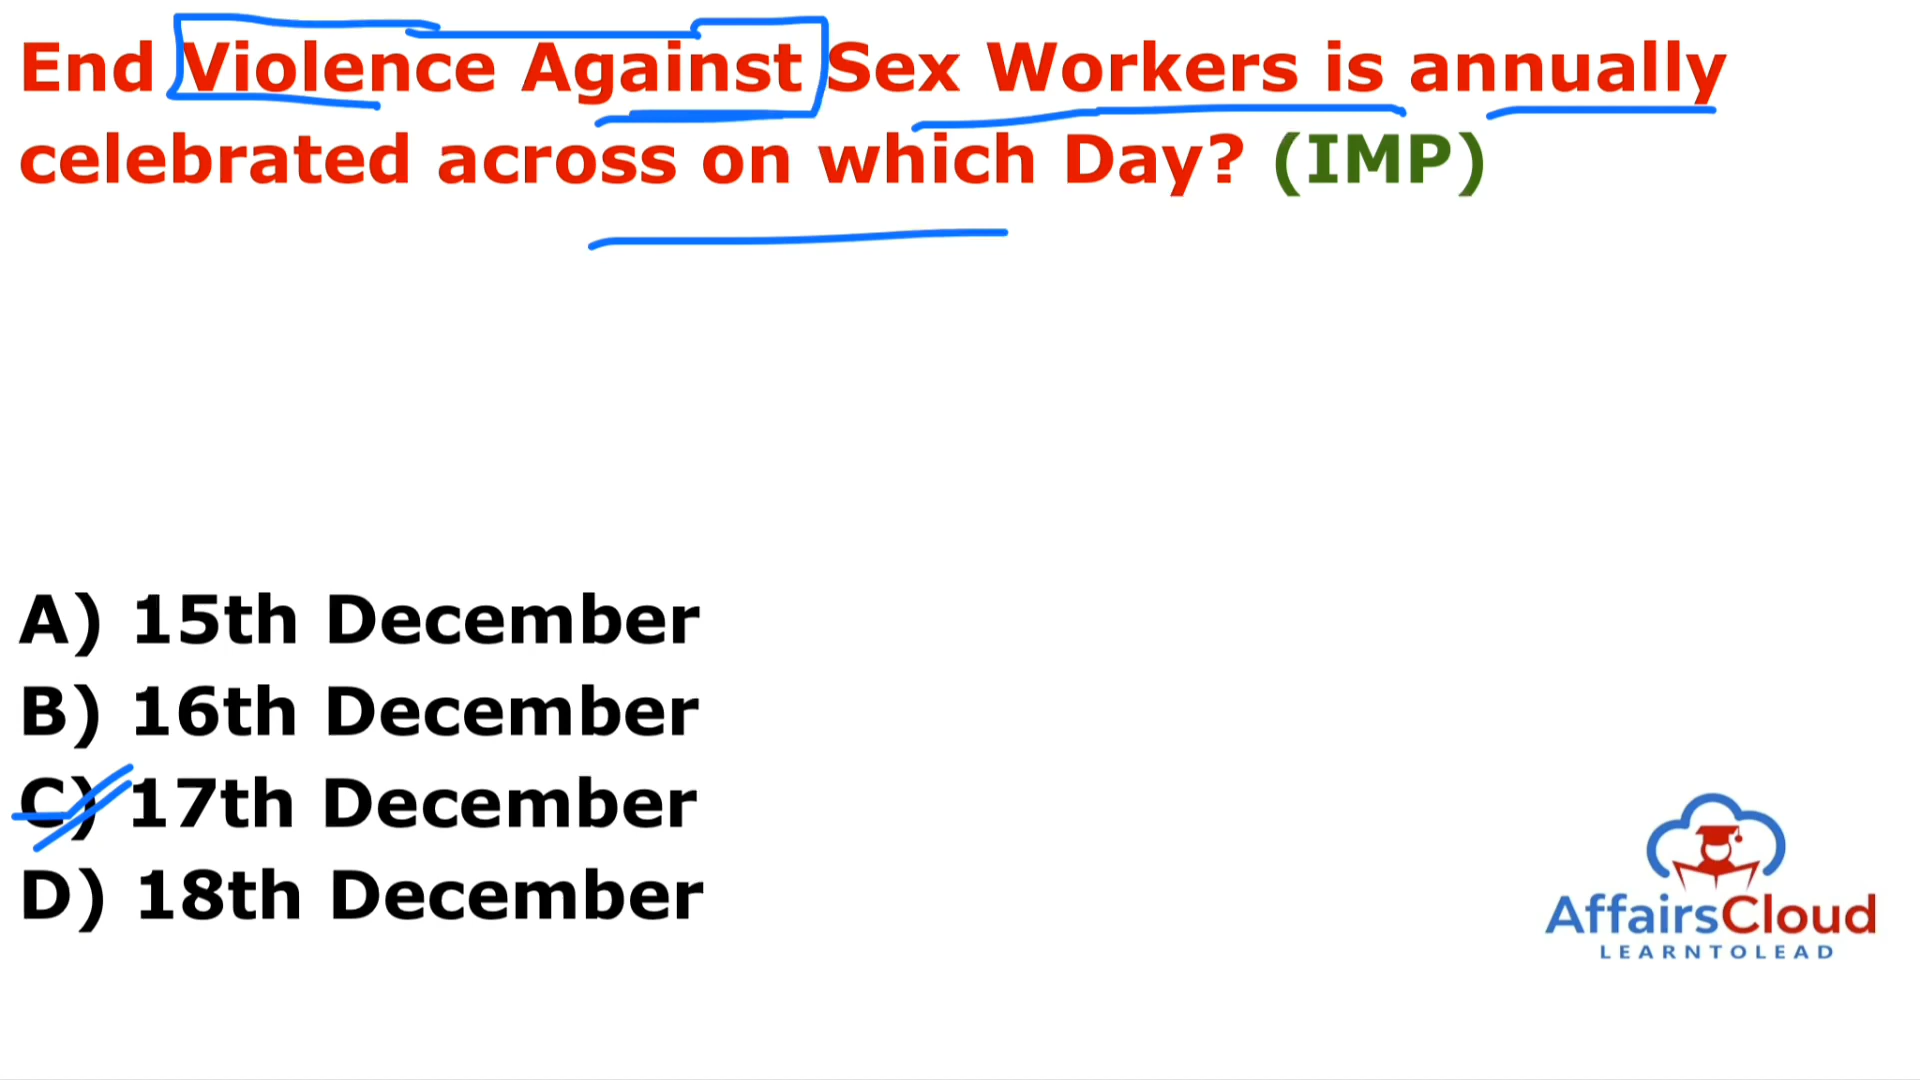 End Violence Against Sex Workers is annually
celebrated across on which Day? (IMP)
A) 15th December
B) 16th December
C) 17th December
D) 18th December
AffairsCloud
LEARNTOLEAD